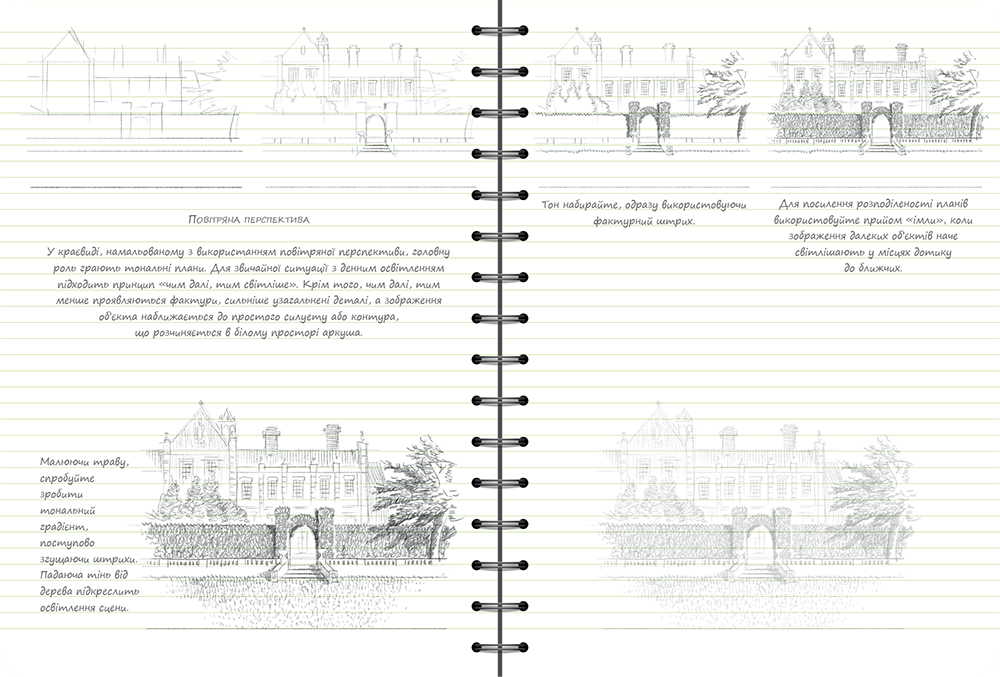 Повітряна перспектива
У краєвиді, намальованому з використанням повітряної перспективи, головну
роль грають тональні плани. Для звичайної ситуації з денним освітленням
підходить принцип «чим далі, тим світліше». Крім того, чим далі, тим
менше проявляються фактури, сильніше узагальнені деталі, а зображення
об'єкта наближається до простого силуету або контура,
що розчиняється в білому просторі аркуша.
Малюючи траву,
спробуйте
зробити
тональний
градієнт,
поступово
згущаючи штрихи.
Падаюча тінь від
дерева підкреслить
освітлення сцени.
Тон набирайте, одразу використовуючи
фактурний штрих.
Для посилення розподіленості планів
використовуйте прийом «імли», коли
зображення далеких об'єктів наче
світлішають у місцях дотику
до ближчих.